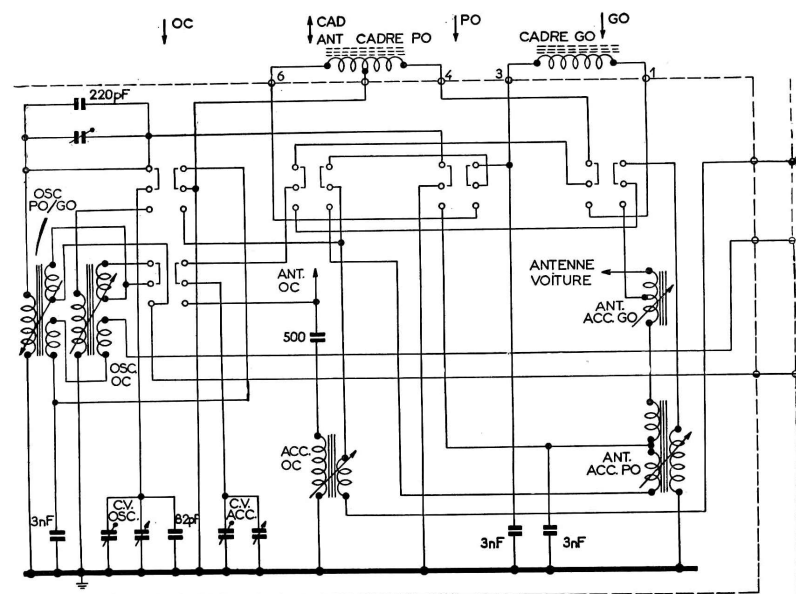 OC
CAD
ANT CADRE PO
PO
CADRE GO
GO
6
4
3
1
220pF
OSC
PO/GO
ANT.
OC
ANTENNE
VOITURE
ANT.
ACC. GO
500
OSC.
OC
ACC.
OC
ANT.
ACC. PO
3nF
C.V.
OSC.
82pF
C.V.
ACC.
3nF
3nF